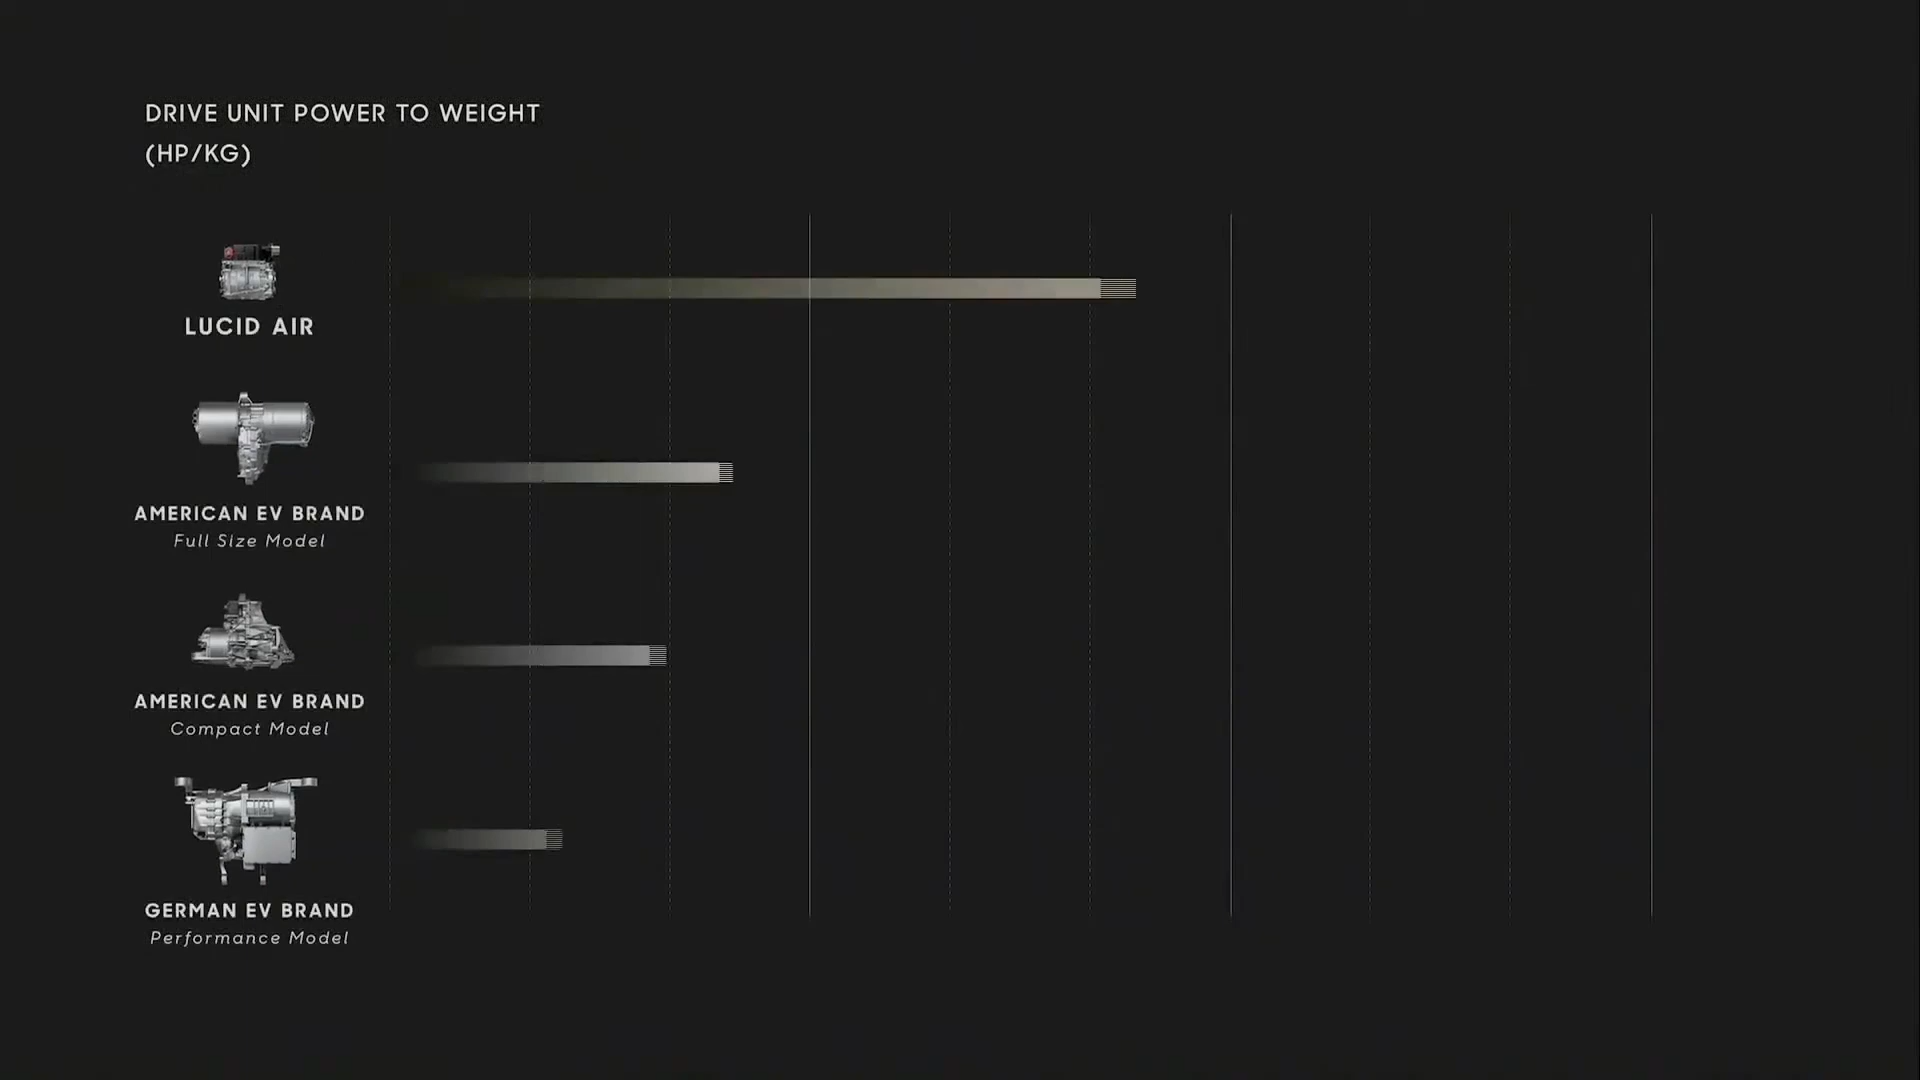 DRIVE UNIT POWER TO WEIGHT
(HP/KG)
LUCID AIR
AMERICAN EV BRAND
Full Size Model
AMERICAN EV BRAND
Compact Model
GERMAN EV BRAND
Performance Model